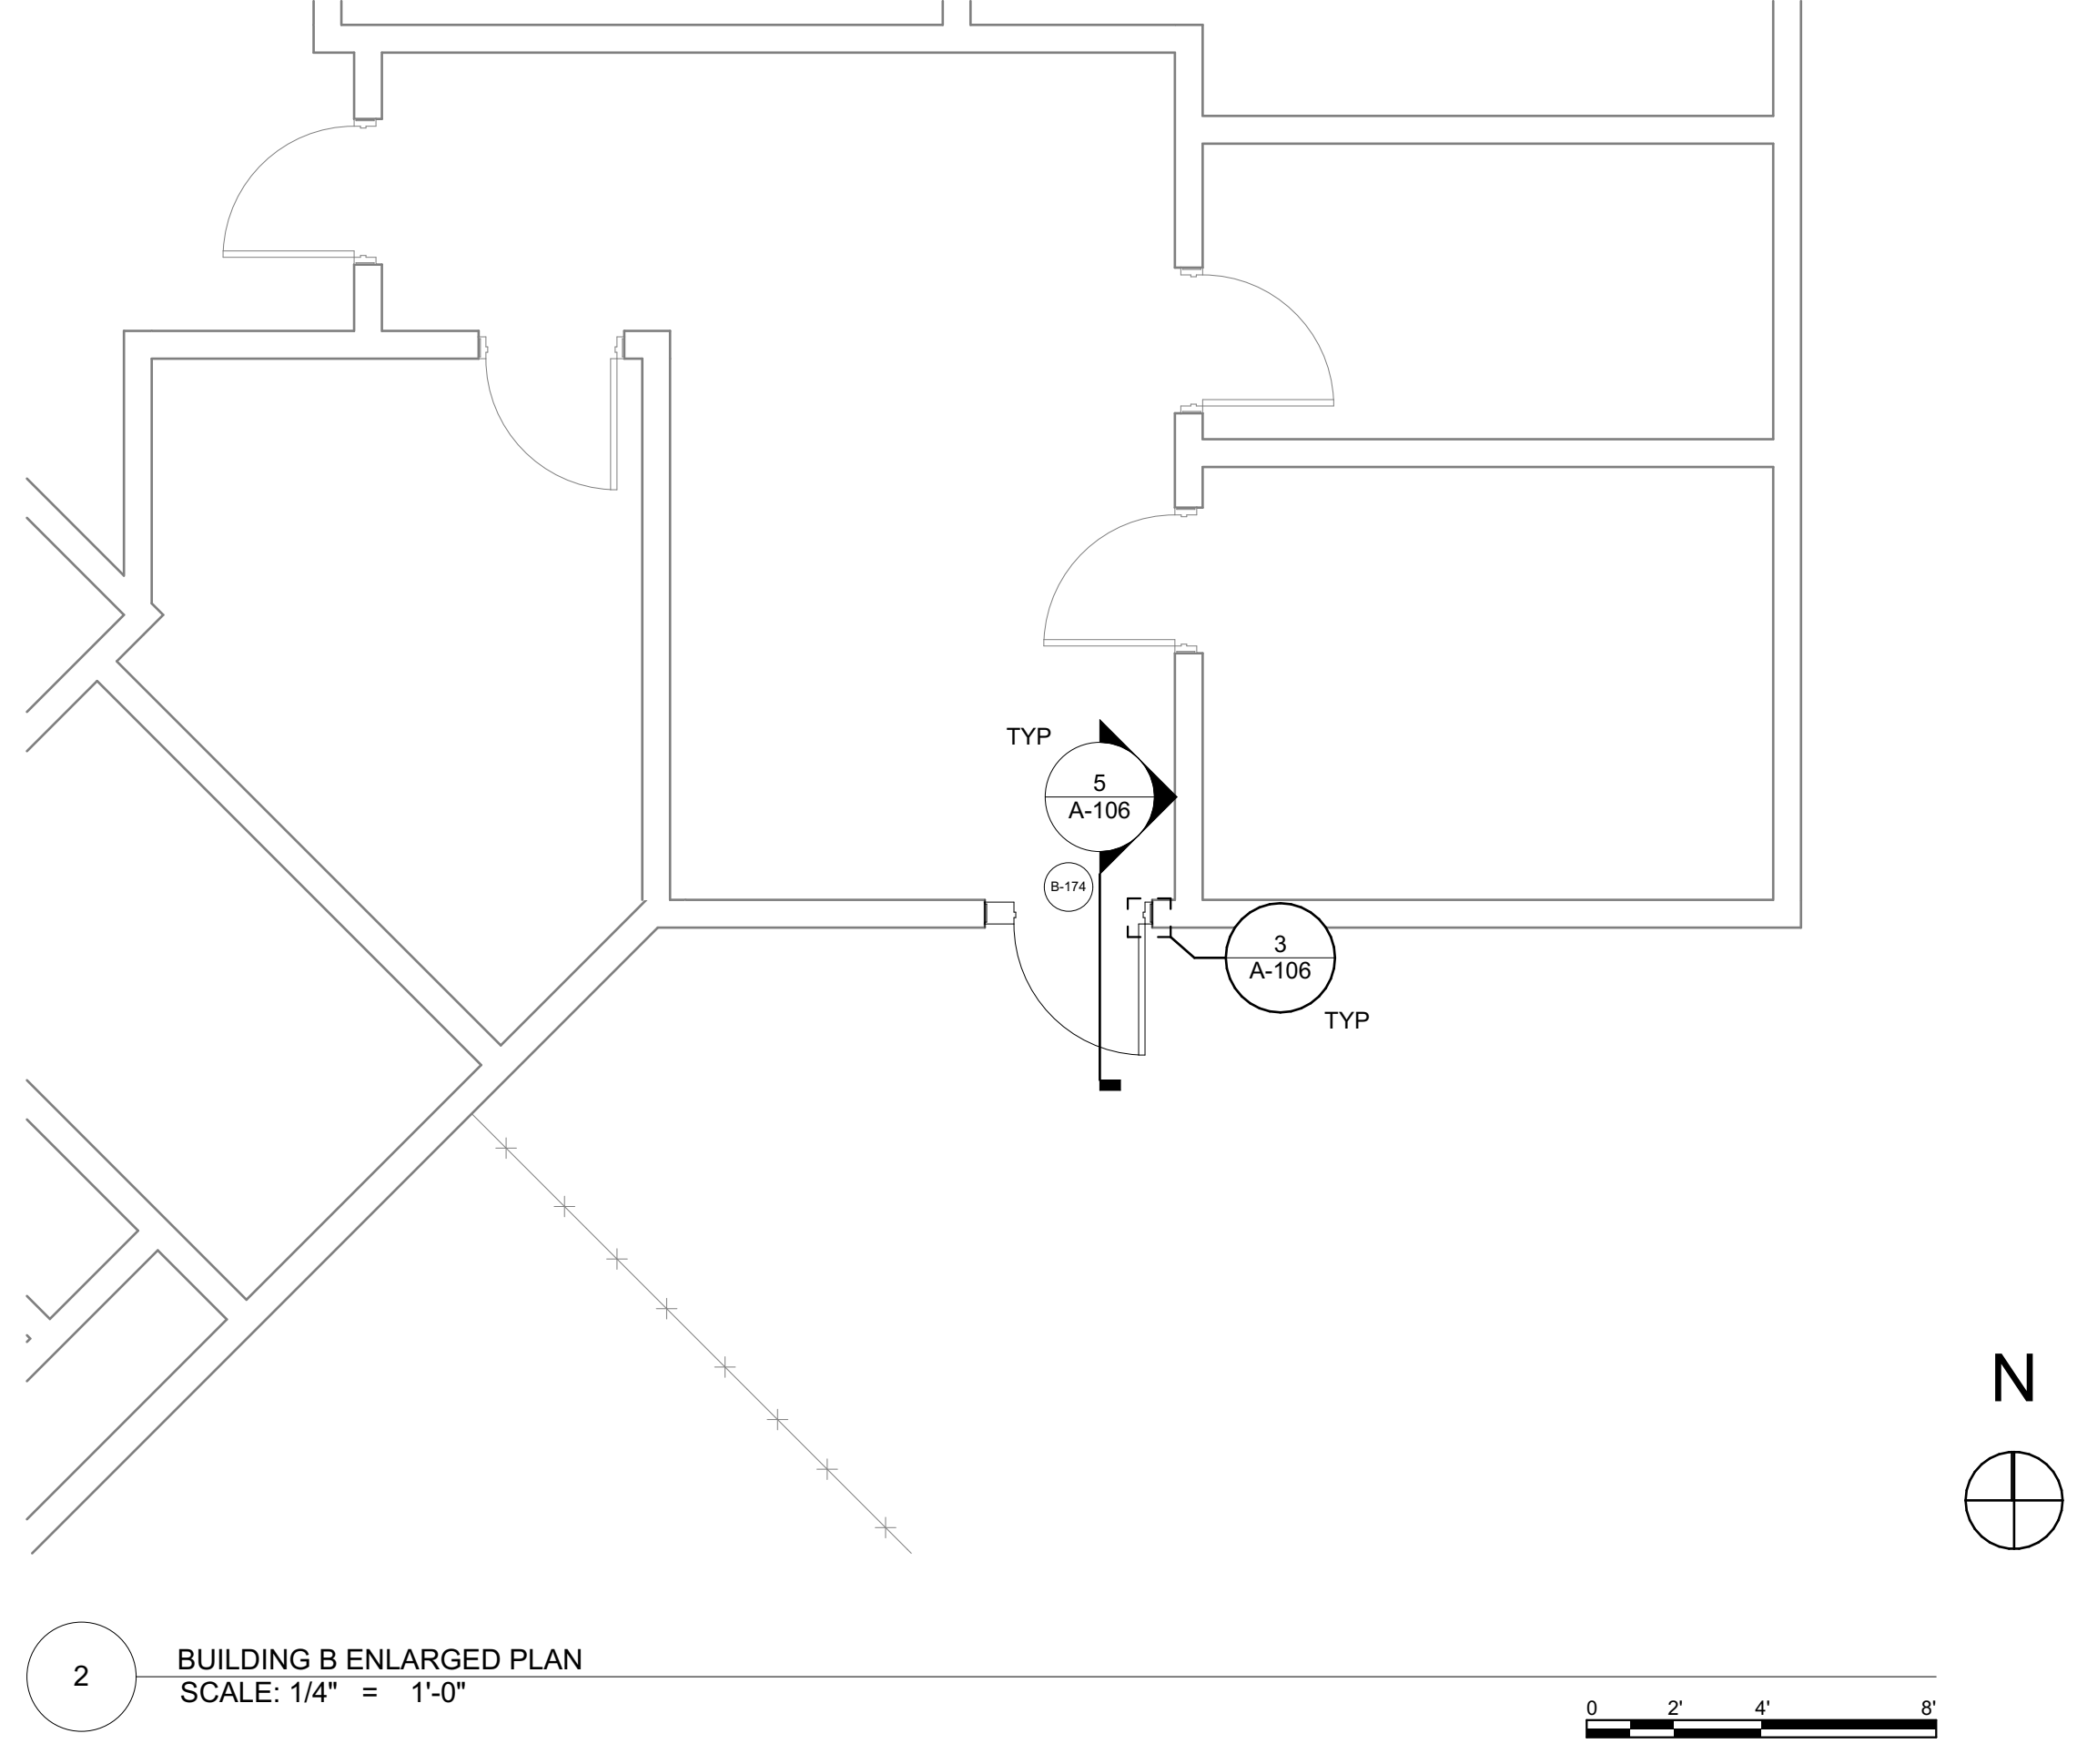 TYP
5
A-106
B-174
3
A-106
TYP
N
2
BUILDING B ENLARGED PLAN
SCALE: 1/4" = 1'-0"
0 2' 4' 8'